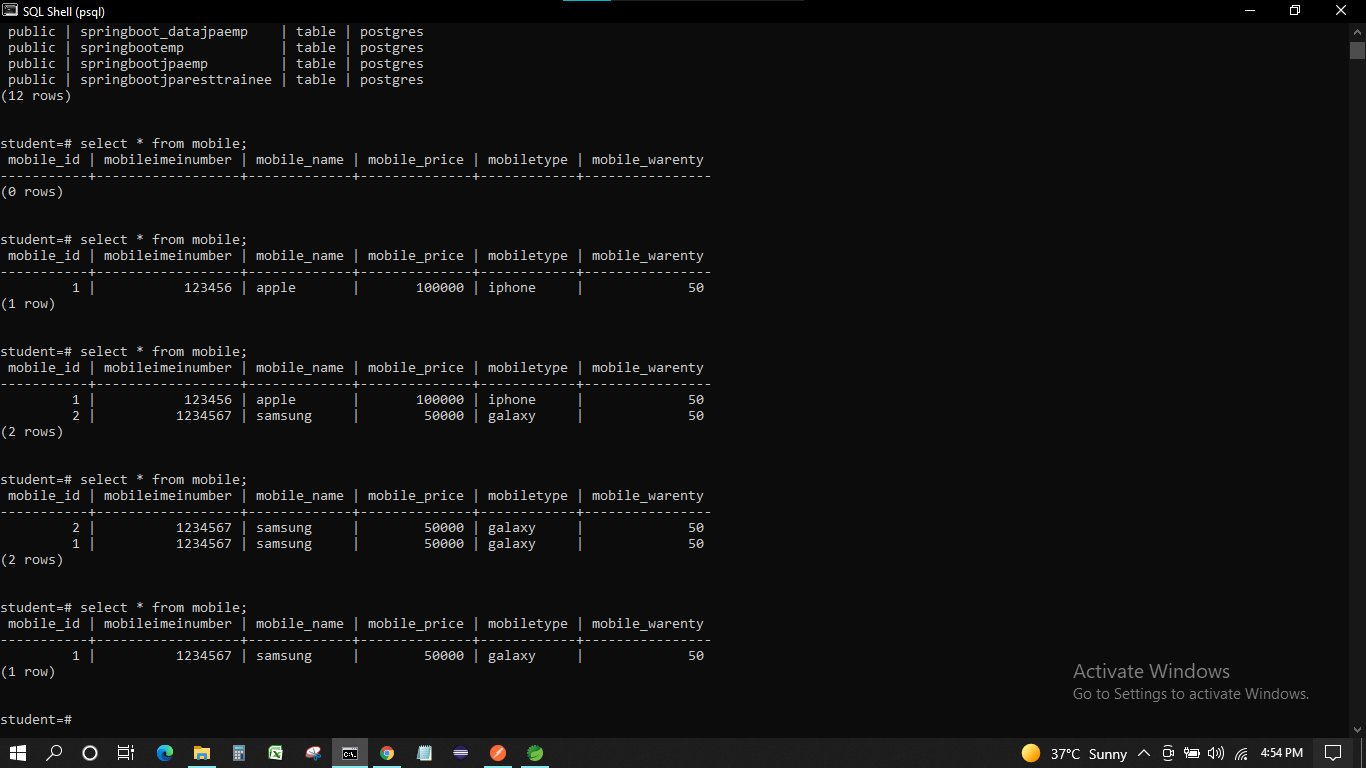 SQL Shell (psql)
public | springboot_datajpaemp | table | postgres
public | springbootemp | table | postgres
public | springbootjpaemp | table | postgres
public | springbootjparesttrainee | table | postgres
(12 rows)
student=# select * from mobile;
mobile_id | mobileimeinumber | mobile_name | mobile_price | mobiletype | mobile_warenty
-----------+------------------+-------------+--------------+------------+----------------
(0 rows)
student=# select * from mobile;
mobile_id | mobileimeinumber | mobile_name | mobile_price | mobiletype | mobile_warenty
-----------+------------------+-------------+--------------+------------+----------------
1 | 123456 | apple | 100000 | iphone | 50
(1 row)
student=# select * from mobile;
mobile_id | mobileimeinumber | mobile_name | mobile_price | mobiletype | mobile_warenty
-----------+------------------+-------------+--------------+------------+----------------
1 | 123456 | apple | 100000 | iphone | 50
2 | 1234567 | samsung | 50000 | galaxy | 50
(2 rows)
student=# select * from mobile;
mobile_id | mobileimeinumber | mobile_name | mobile_price | mobiletype | mobile_warenty
-----------+------------------+-------------+--------------+------------+----------------
2 | 1234567 | samsung | 50000 | galaxy | 50
1 | 1234567 | samsung | 50000 | galaxy | 50
(2 rows)
student=# select * from mobile;
mobile_id | mobileimeinumber | mobile_name | mobile_price | mobiletype | mobile_warenty
-----------+------------------+-------------+--------------+------------+----------------
1 | 1234567 | samsung | 50000 | galaxy | 50
(1 row)
student=#
Activate Windows
Go to Settings to activate Windows.
37°C Sunny 4:54 PM